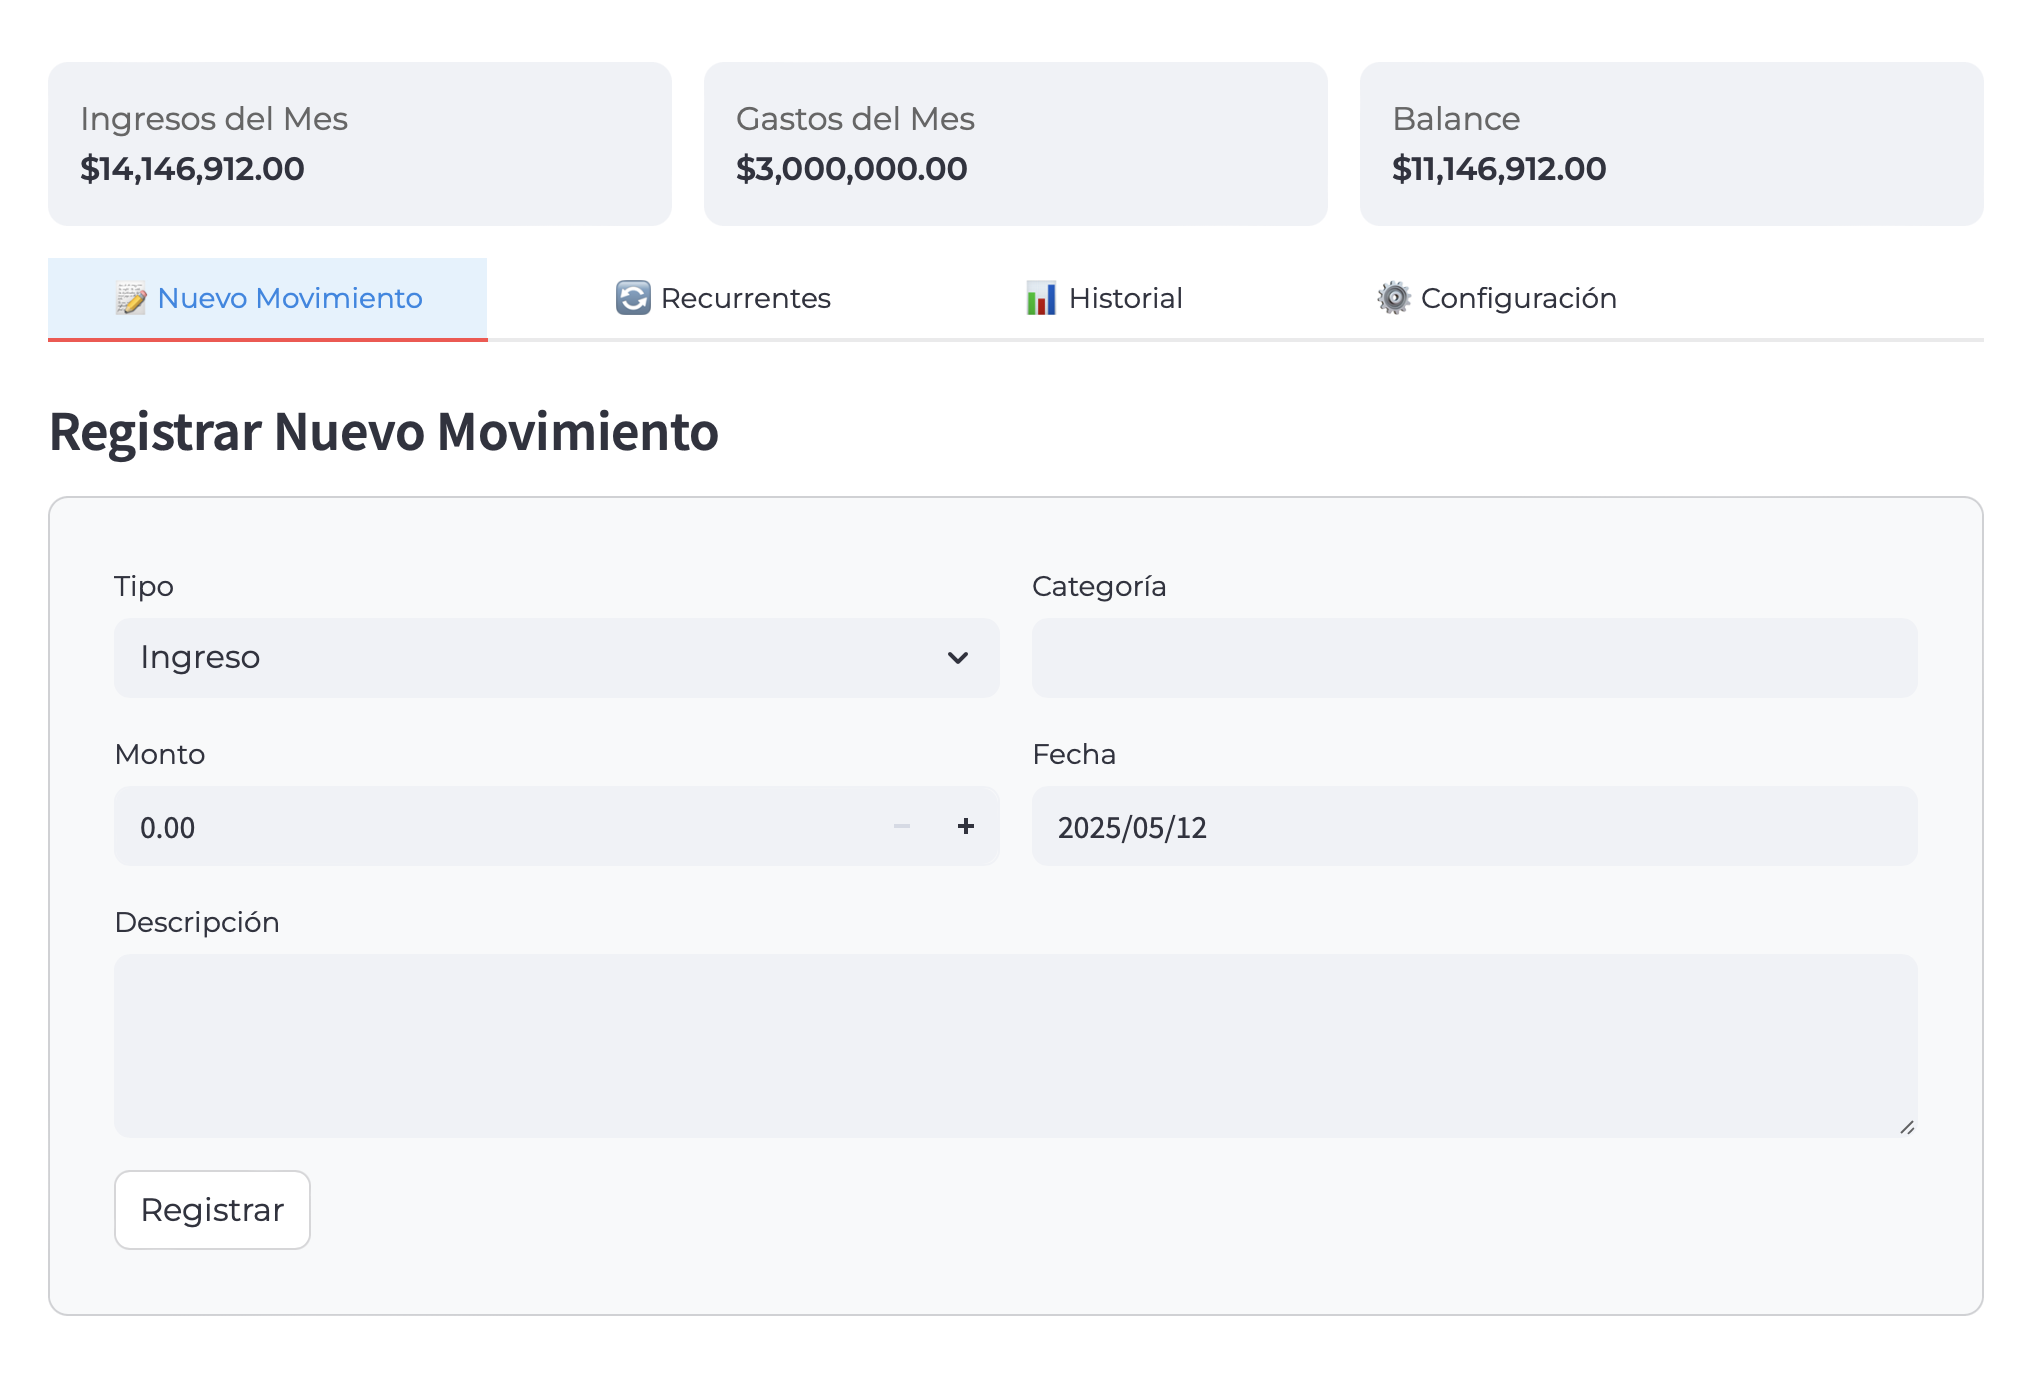 Ingresos del Mes
$14,146,912.00
Gastos del Mes
$3,000,000.00
Balance
$11,146,912.00
Nuevo Movimiento
Recurrentes
Historial
Configuración
Registrar Nuevo Movimiento
Tipo
Ingreso
Categoría
Monto
0.00
Fecha
2025/05/12
Descripción
Registrar